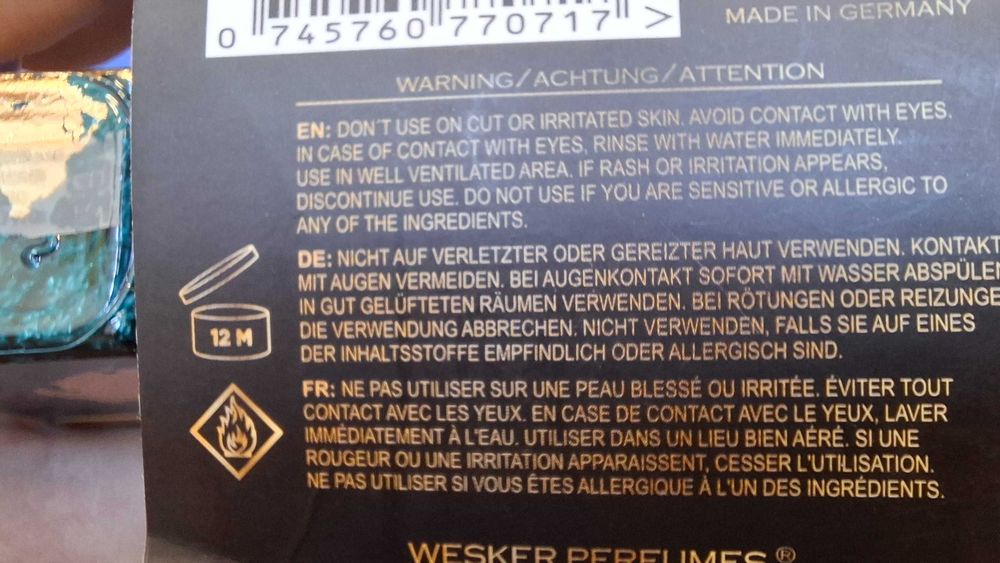 0 745760 770717 >
MADE IN GERMANY
WARNING/ACHTUNG/ATTENTION
EN: DON'T USE ON CUT OR IRRITATED SKIN. AVOID CONTACT WITH EYES.
IN CASE OF CONTACT WITH EYES, RINSE WITH WATER IMMEDIATELY.
USE IN WELL VENTILATED AREA. IF RASH OR IRRITATION APPEARS,
DISCONTINUE USE. DO NOT USE IF YOU ARE SENSITIVE OR ALLERGIC TO
ANY OF THE INGREDIENTS.
DE: NICHT AUF VERLETZTER ODER GEREIZTER HAUT VERWENDEN. KONTAKT
MIT AUGEN VERMEIDEN. BEI AUGENKONTAKT SOFORT MIT WASSER ABSPÜLEN
IN GUT GELÜFTETEN RÄUMEN VERWENDEN. BEI RÖTUNGEN ODER REIZUNGE
DIE VERWENDUNG ABBRECHEN. NICHT VERWENDEN, FALLS SIE AUF EINES
DER INHALTSSTOFFE EMPFINDLICH ODER ALLERGISCH SIND.
12 M
FR: NE PAS UTILISER SUR UNE PEAU BLESSÉ OU IRRITÉE. ÉVITER TOUT
CONTACT AVEC LES YEUX. EN CASE DE CONTACT AVEC LE YEUX, LAVER
IMMÉDIATEMENT À L'EAU. UTILISER DANS UN LIEU BIEN AÉRÉ. SI UNE
ROUGEUR OU UNE IRRITATION APPARAISSENT, CESSER L'UTILISATION.
NE PAS UTILISER SI VOUS ÊTES ALLERGIQUE À L'UN DES INGRÉDIENTS.
WESKER PERFUMES ®